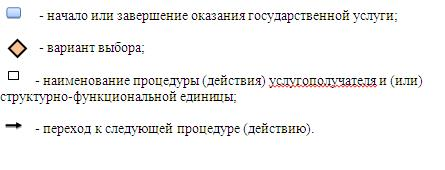 - начало или завершение оказания государственной услуги;
- вариант выбора;
- наименование процедуры (действия) услугополучателя и (или)
структурно-функциональной единицы;
- переход к следующей процедуре (действию).